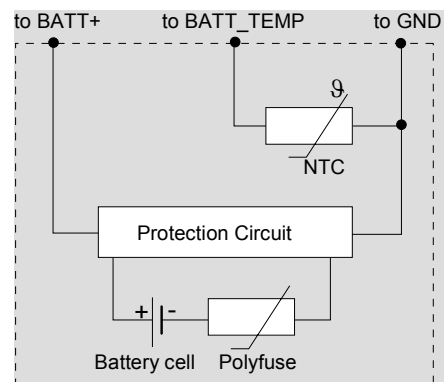 to BATT+ to BATT_TEMP to GND
ϑ
NTC
Protection Circuit
+ -
Battery cell Polyfuse